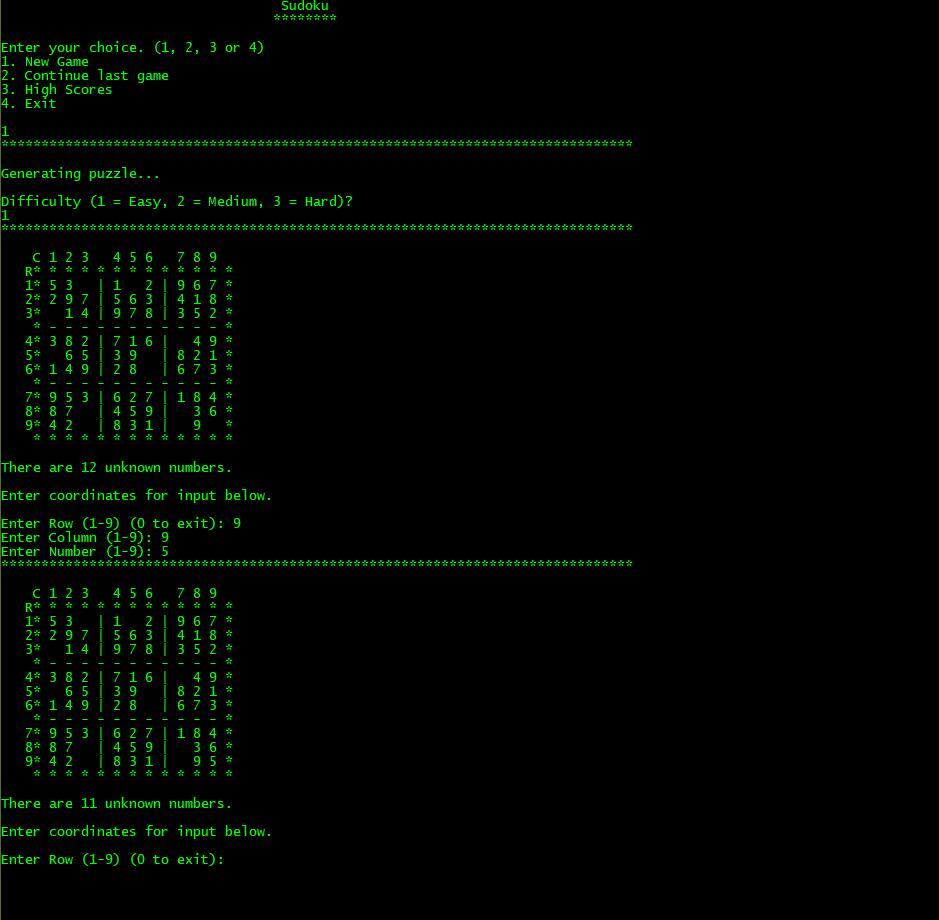 Sudoku
                                  ********

Enter your choice. (1, 2, 3 or 4)
1. New Game
2. Continue last game
3. High Scores
4. Exit

1
*******************************************************************************

Generating puzzle...

Difficulty (1 = Easy, 2 = Medium, 3 = Hard)?
1
*******************************************************************************

    C 1 2 3   4 5 6   7 8 9
   R* * * * * * * * * * * * *
   1* 5 3   | 1   2 | 9 6 7 *
   2* 2 9 7 | 5 6 3 | 4 1 8 *
   3*   1 4 | 9 7 8 | 3 5 2 *
    * - - - - - - - - - - - *
   4* 3 8 2 | 7 1 6 |   4 9 *
   5*   6 5 | 3 9   | 8 2 1 *
   6* 1 4 9 | 2 8   | 6 7 3 *
    * - - - - - - - - - - - *
   7* 9 5 3 | 6 2 7 | 1 8 4 *
   8* 8 7   | 4 5 9 |   3 6 *
   9* 4 2   | 8 3 1 |   9   *
    * * * * * * * * * * * * *

There are 12 unknown numbers.

Enter coordinates for input below.

Enter Row (1-9) (0 to exit): 9
Enter Column (1-9): 9
Enter Number (1-9): 5
*******************************************************************************

    C 1 2 3   4 5 6   7 8 9
   R* * * * * * * * * * * * *
   1* 5 3   | 1   2 | 9 6 7 *
   2* 2 9 7 | 5 6 3 | 4 1 8 *
   3*   1 4 | 9 7 8 | 3 5 2 *
    * - - - - - - - - - - - *
   4* 3 8 2 | 7 1 6 |   4 9 *
   5*   6 5 | 3 9   | 8 2 1 *
   6* 1 4 9 | 2 8   | 6 7 3 *
    * - - - - - - - - - - - *
   7* 9 5 3 | 6 2 7 | 1 8 4 *
   8* 8 7   | 4 5 9 |   3 6 *
   9* 4 2   | 8 3 1 |   9 5 *
    * * * * * * * * * * * * *

There are 11 unknown numbers.

Enter coordinates for input below.

Enter Row (1-9) (0 to exit):